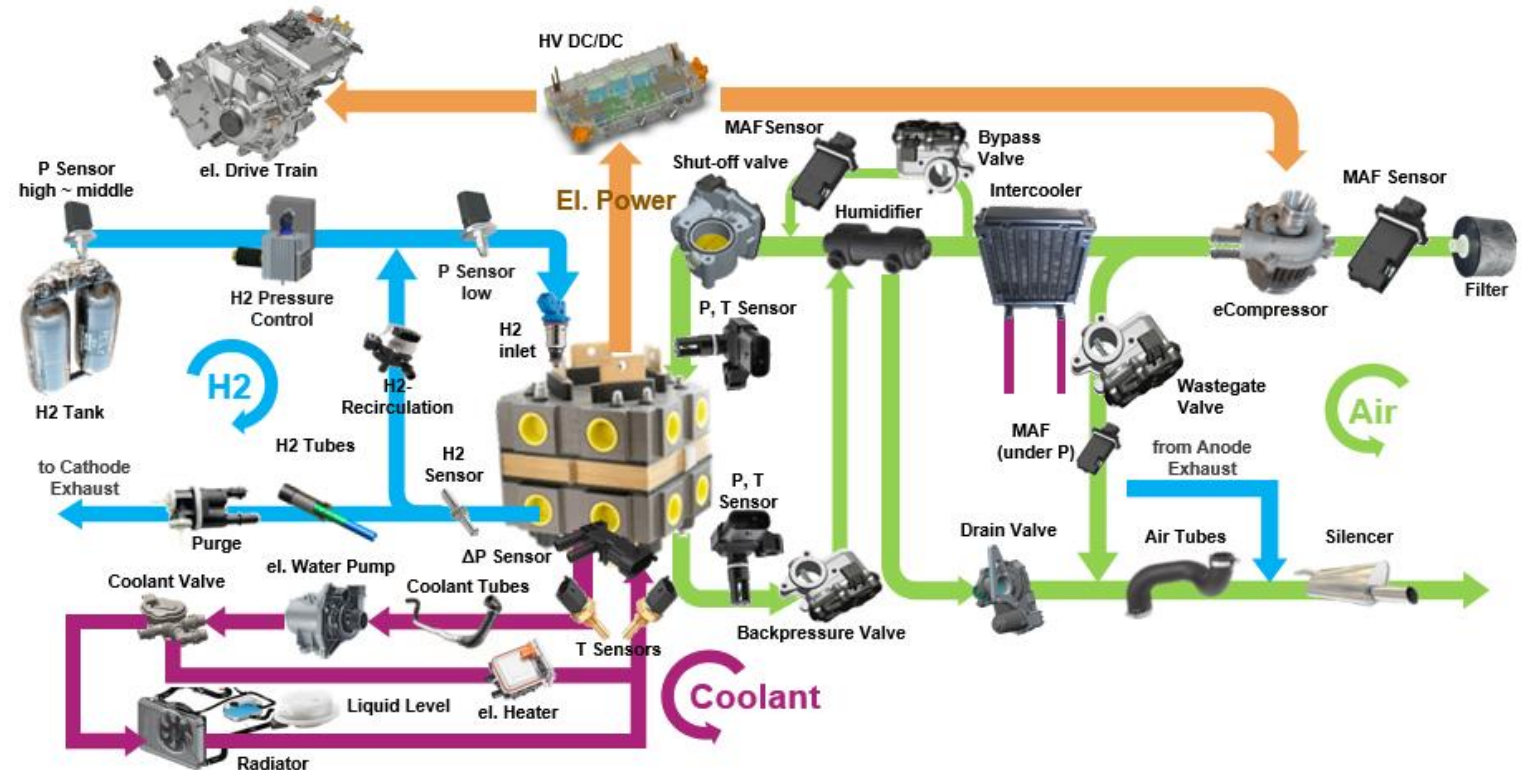 HV DC/DC
el. Drive Train
P Sensor
high ~ middle
H2 Pressure
Control
P Sensor
low
H2
inlet
El. Power
MAF Sensor
Shut-off valve
Bypass
Valve
Humidifier
Intercooler
MAF Sensor
eCompressor
Filter
H2 Tank
H2
H2-
Recirculation
H2 Tubes
P, T Sensor
Wastegate
Valve
Air
MAF
(under P)
from Anode
Exhaust
to Cathode
Exhaust
H2
Sensor
Purge
ΔP Sensor
P, T
Sensor
Drain Valve
Air Tubes
Silencer
Coolant Valve
el. Water Pump
Coolant Tubes
T Sensors
Backpressure Valve
Coolant
Liquid Level
el. Heater
Radiator